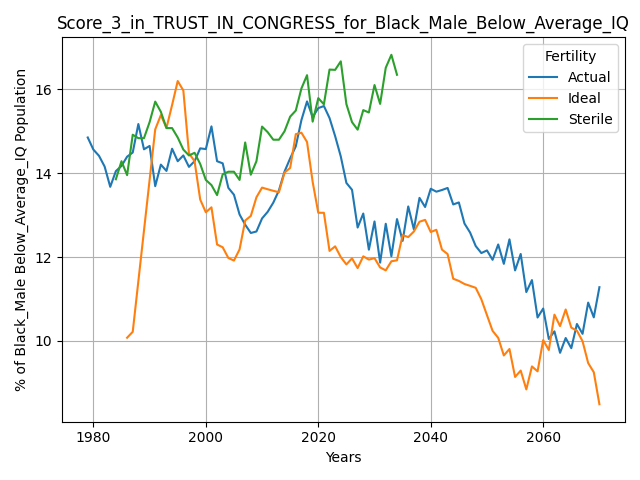 Score_3_in_TRUST_IN_CONGRESS_for_Black_Male_Below_Average_IQ
% of Black_Male Below_Average_IQ Population
16
14
12
10
Fertility
Actual
Ideal
Sterile
1980
2000
2020
2040
2060
Years